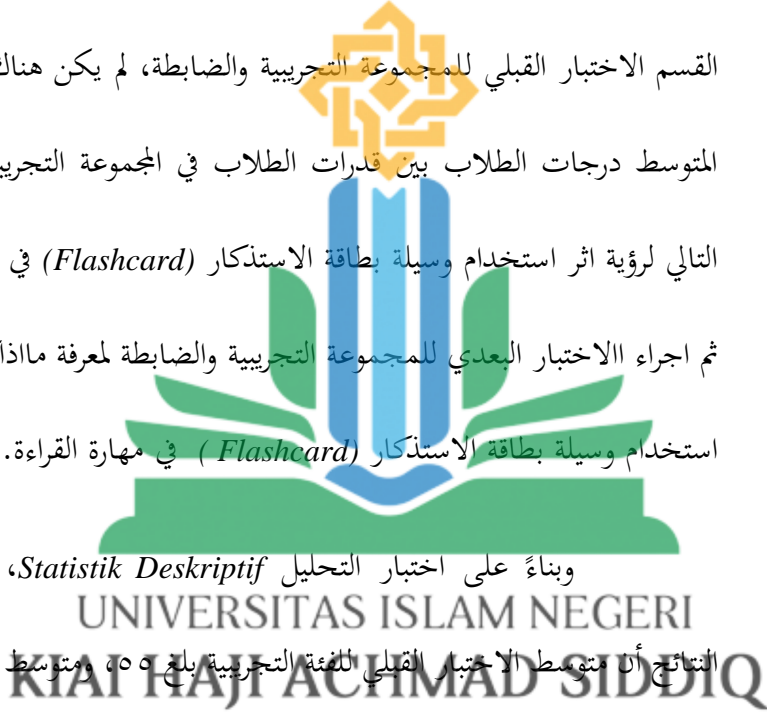 القسم الاختبار القبلي للمجموعة التجريبية والضابطة، لم يكن
المتوسط درجات الطلاب بين قدرات الطلاب في المجموعة
التالي لرؤية اثر استخدام وسيلة بطاقة الاستذكار (Flashcard) في
ثم اجراء االاختبار البعدي للمجموعة التجريبية والضابطة لمعرفة
استخدام وسيلة بطاقة الاستذكار (Flashcard ) في مهارة القراءة.
وبناءً على اختبار التحليل Statistik Deskriptif،
UNIVERSITAS ISLAM NEGERI
النتائج أن متوسط الاختبار القبلي للفئة التجريبية بلغ ٥٥، ومتوسط
KIAI HAJI ACHMAD SIDDIQ